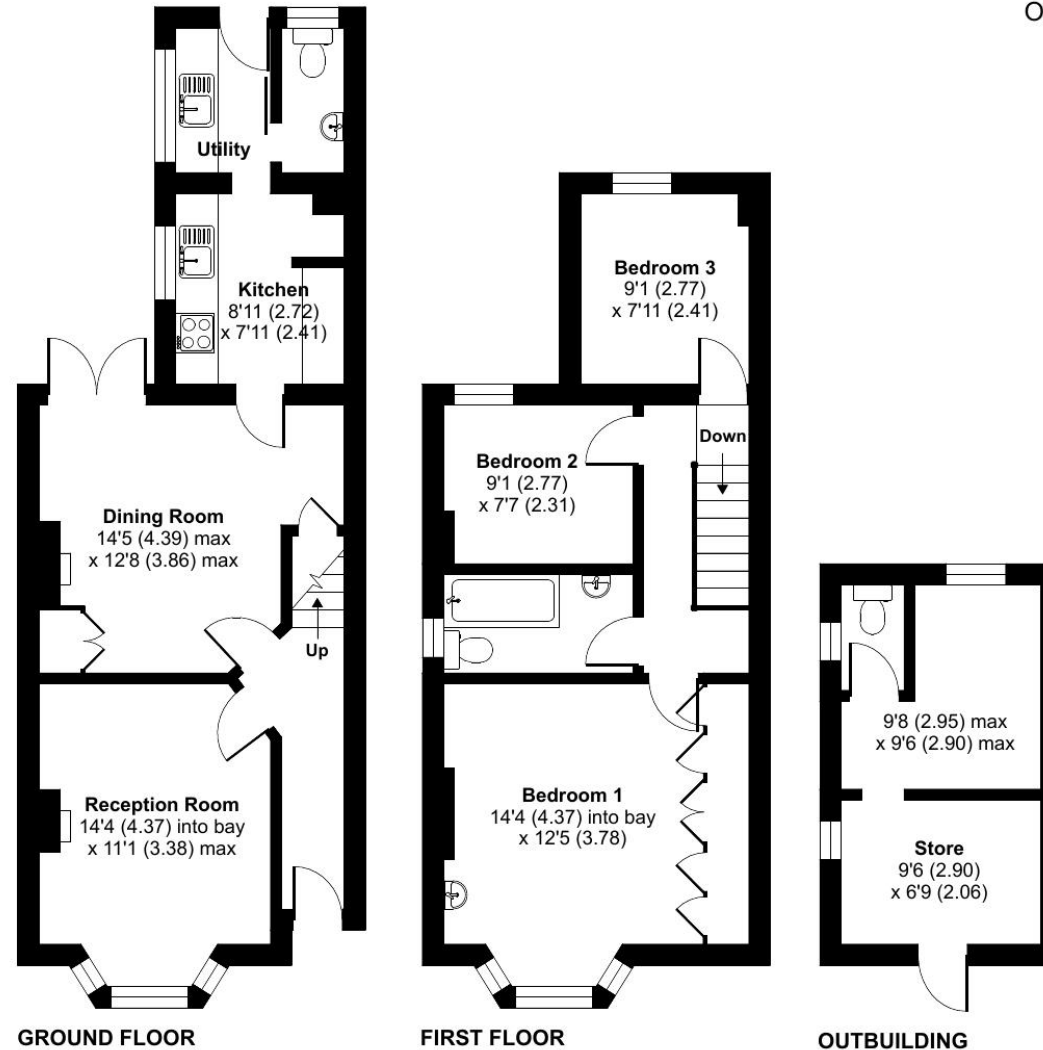 O
Utility
Kitchen
8'11 (2.72)
x 7'11 (2.41)
Dining Room
14'5 (4.39) max
x 12'8 (3.86) max
Up
Reception Room
14'4 (4.37) into bay
x 11'1 (3.38) max
GROUND FLOOR
Bedroom 3
9'1 (2.77)
x 7'11 (2.41)
Down
Bedroom 2
9'1 (2.77)
x 7'7 (2.31)
Bedroom 1
14'4 (4.37) into bay
x 12'5 (3.78)
FIRST FLOOR
9'8 (2.95) max
x 9'6 (2.90) max
Store
9'6 (2.90)
x 6'9 (2.06)
OUTBUILDING